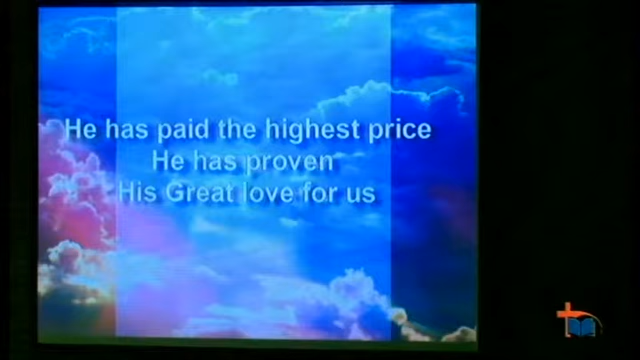 He has paid the highest price
He has proven
His Great love for us